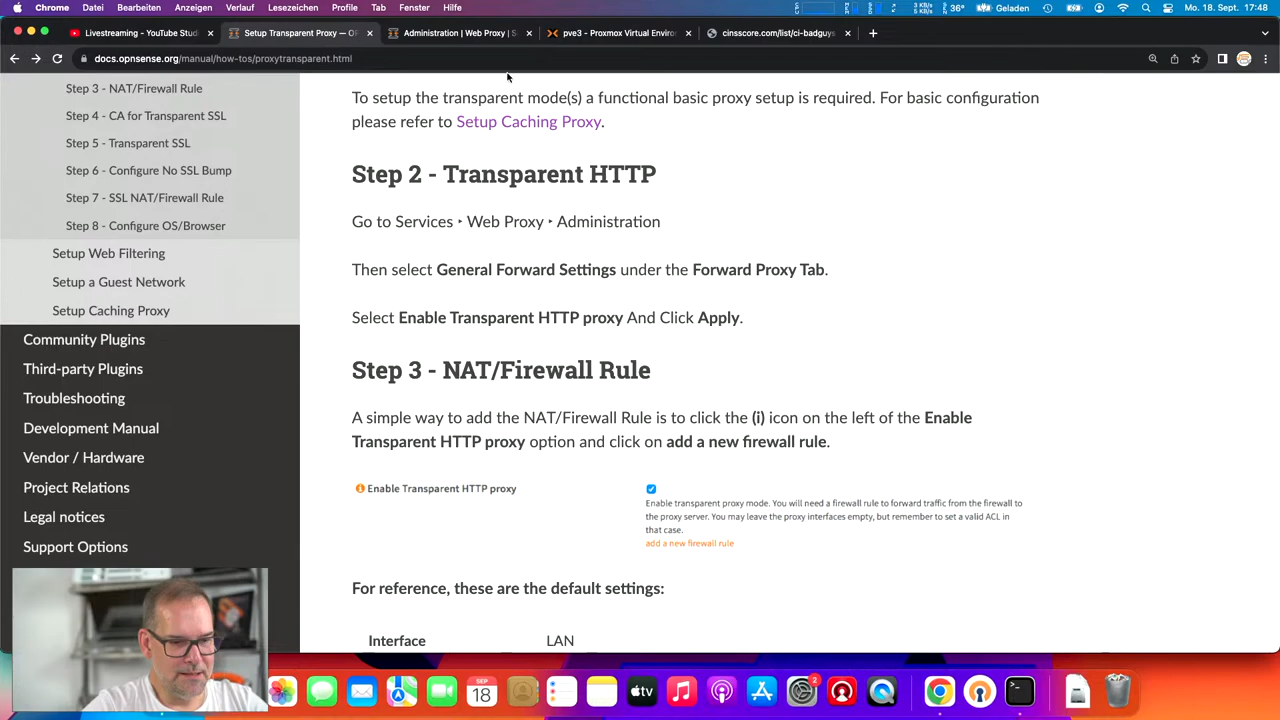 Chrome Datei Bearbeiten Anzeigen Verlauf Lesezeichen Profile Tab Fenster Hilfe 36° Geladen Mo. 18. Sept. 17:48
Livestreaming - YouTube Studi × Setup Transparent Proxy — OP × Administration | Web Proxy | S × pve3 - Proxmox Virtual Enviro × cinsscore.com/list/ci-badguys × +
docs.opnsense.org/manual/how-tos/proxytransparent.html
Step 3 - NAT/Firewall Rule
Step 4 - CA for Transparent SSL
Step 5 - Transparent SSL
Step 6 - Configure No SSL Bump
Step 7 - SSL NAT/Firewall Rule
Step 8 - Configure OS/Browser
Setup Web Filtering
Setup a Guest Network
Setup Caching Proxy
Community Plugins
Third-party Plugins
Troubleshooting
Development Manual
Vendor / Hardware
Project Relations
Legal notices
Support Options
To setup the transparent mode(s) a functional basic proxy setup is required. For basic configuration
please refer to Setup Caching Proxy.
Step 2 - Transparent HTTP
Go to Services ‣ Web Proxy ‣ Administration
Then select General Forward Settings under the Forward Proxy Tab.
Select Enable Transparent HTTP proxy And Click Apply.
Step 3 - NAT/Firewall Rule
A simple way to add the NAT/Firewall Rule is to click the (i) icon on the left of the Enable
Transparent HTTP proxy option and click on add a new firewall rule.
Enable Transparent HTTP proxy
Enable transparent proxy mode. You will need a firewall rule to forward traffic from the firewall to
the proxy server. You may leave the proxy interfaces empty, but remember to set a valid ACL in
that case.
add a new firewall rule
For reference, these are the default settings:
Interface LAN
SEP
18
tv
2